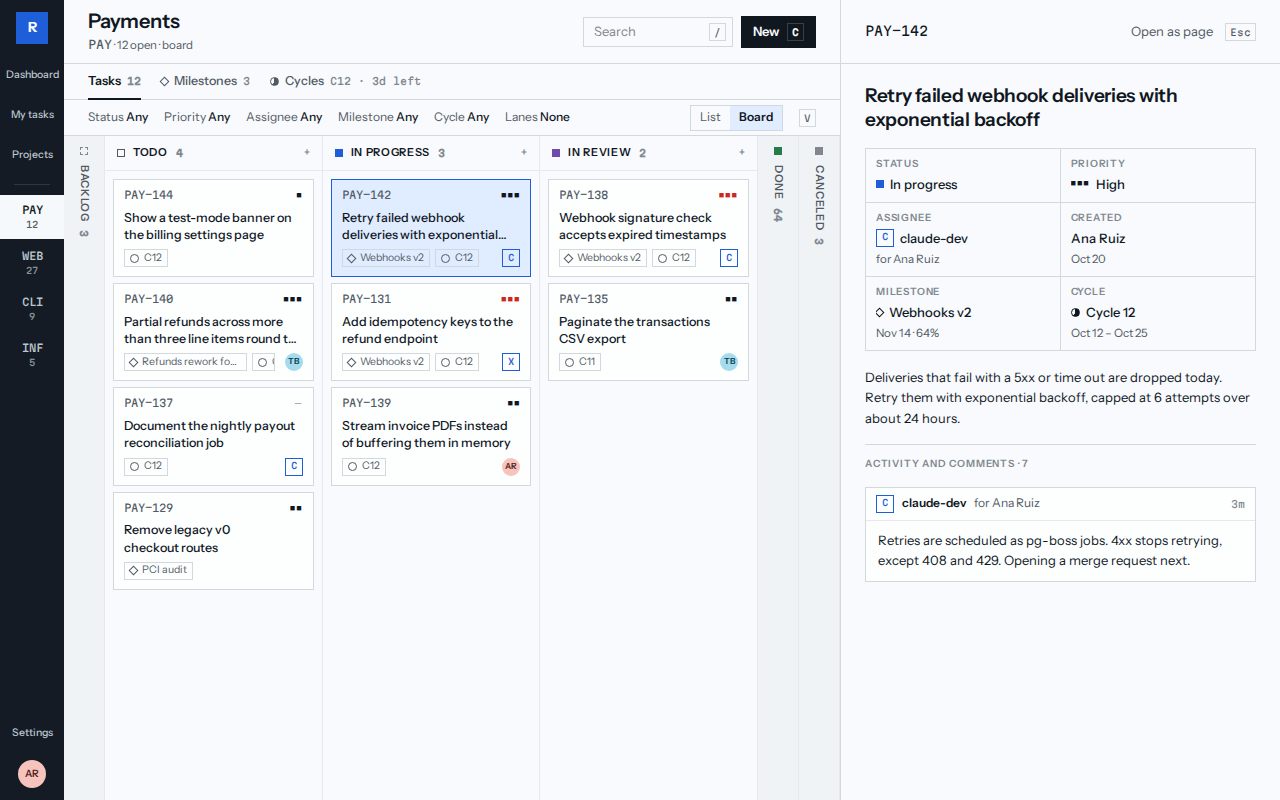 R
Dashboard
My tasks
Projects
PAY
12
WEB
27
CLI
9
INF
5
Settings
AR
Payments
PAY · 12 open · board
Search /
New C
Tasks 12
Milestones 3
Cycles C12 · 3d left
Status Any
Priority Any
Assignee Any
Milestone Any
Cycle Any
Lanes None
List
Board
V
BACKLOG 3
TODO 4 +
PAY-144
Show a test-mode banner on
the billing settings page
C12
PAY-140
Partial refunds across more
than three line items round t…
Refunds rework fo…
TB
PAY-137
–
Document the nightly payout
reconciliation job
C12
C
PAY-129
Remove legacy v0
checkout routes
PCI audit
IN PROGRESS 3 +
PAY-142
Retry failed webhook
deliveries with exponential…
Webhooks v2
C12
C
PAY-131
Add idempotency keys to the
refund endpoint
Webhooks v2
C12
X
PAY-139
Stream invoice PDFs instead
of buffering them in memory
C12
AR
IN REVIEW 2 +
PAY-138
Webhook signature check
accepts expired timestamps
Webhooks v2
C12
C
PAY-135
Paginate the transactions
CSV export
C11
TB
DONE 64
CANCELED 3
PAY-142
Open as page Esc
Retry failed webhook deliveries with
exponential backoff
STATUS
In progress
PRIORITY
High
ASSIGNEE
C claude-dev
for Ana Ruiz
CREATED
Ana Ruiz
Oct 20
MILESTONE
Webhooks v2
Nov 14 · 64%
CYCLE
Cycle 12
Oct 12 – Oct 25
Deliveries that fail with a 5xx or time out are dropped today.
Retry them with exponential backoff, capped at 6 attempts over
about 24 hours.
ACTIVITY AND COMMENTS · 7
C claude-dev for Ana Ruiz 3m
Retries are scheduled as pg-boss jobs. 4xx stops retrying,
except 408 and 429. Opening a merge request next.